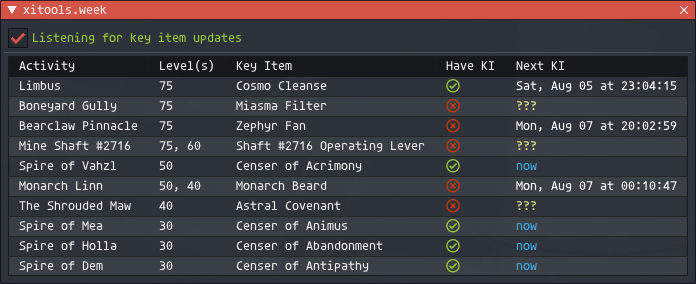 xitools.week
Listening for key item updates
Activity Level(s) Key Item Have KI Next KI
Limbus 75 Cosmo Cleanse Sat, Aug 05 at 23:04:15
Boneyard Gully 75 Miasma Filter ???
Bearclaw Pinnacle 75 Zephyr Fan Mon, Aug 07 at 20:02:59
Mine Shaft #2716 75, 60 Shaft #2716 Operating Lever ???
Spire of Vahzl 50 Censer of Acrimony now
Monarch Linn 50, 40 Monarch Beard Mon, Aug 07 at 00:10:47
The Shrouded Maw 40 Astral Covenant ???
Spire of Mea 30 Censer of Animus now
Spire of Holla 30 Censer of Abandonment now
Spire of Dem 30 Censer of Antipathy now